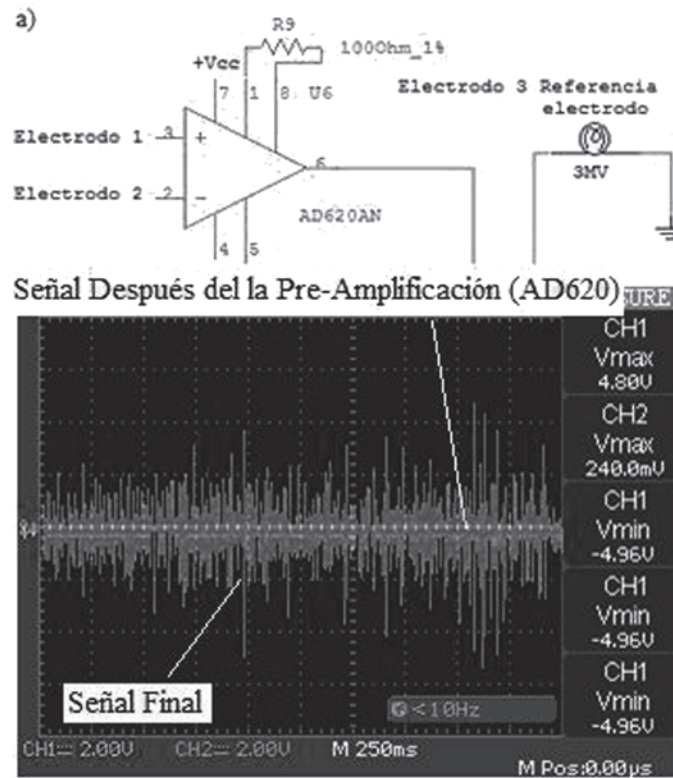 a)
R9
100Ohm_1%
+Vcc
7 1 8 U6
Electrodo 3 Referencia
electrodo
Electrodo 1 3
+
6
3MV
Electrodo 2 2
-
AD620AN
4 5
Señal Después del la Pre-Amplificación (AD620)
CH1
Vmax
4.80V
CH2
Vmax
240.0mV
CH1
Vmin
-4.96V
CH1
Vmin
-4.96V
CH1
Vmin
-4.96V
Señal Final
<10Hz
CH1 2.00V CH2 2.00V M 250ms
M Pos:0.00µs